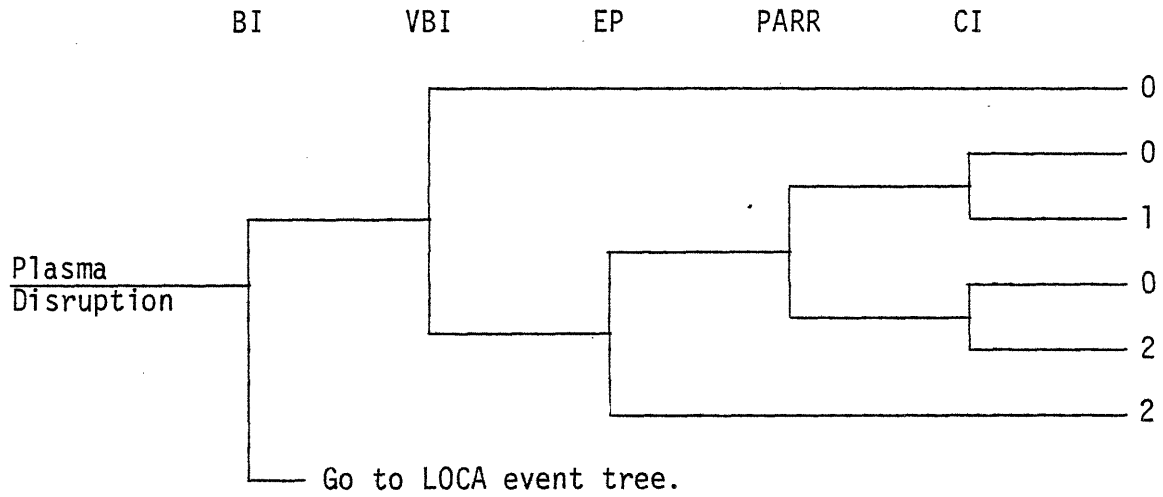 BI VBI EP PARR CI
0
0
1
Plasma
Disruption
0
2
2
Go to LOCA event tree.